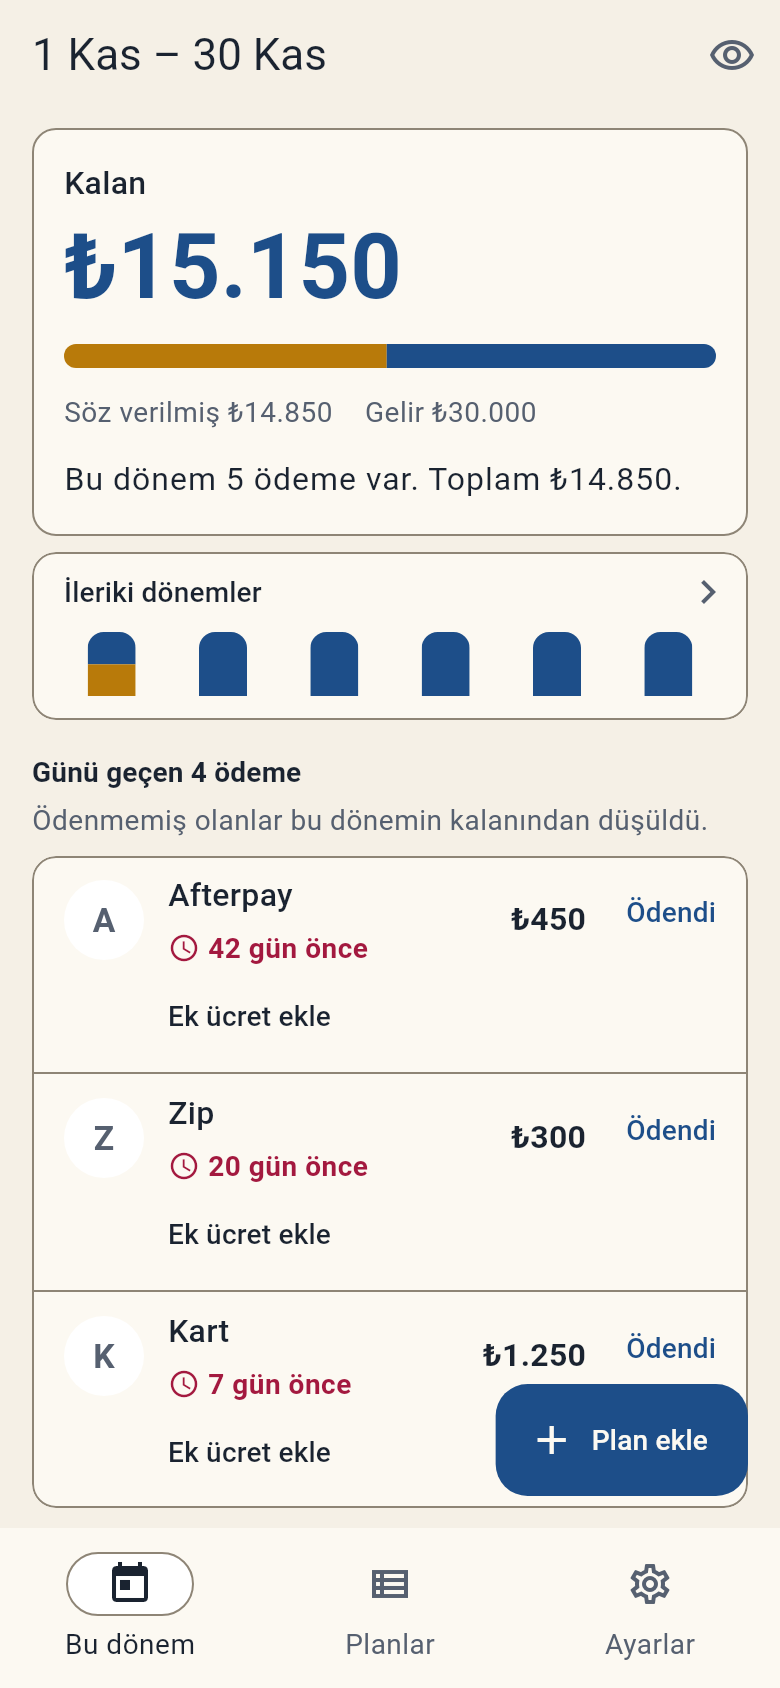 1 Kas – 30 Kas
Kalan
₺15.150
Söz verilmiş ₺14.850 Gelir ₺30.000
Bu dönem 5 ödeme var. Toplam ₺14.850.
İleriki dönemler
Günü geçen 4 ödeme
Ödenmemiş olanlar bu dönemin kalanından düşüldü.
A Afterpay ₺450 Ödendi
42 gün önce
Ek ücret ekle
Z Zip ₺300 Ödendi
20 gün önce
Ek ücret ekle
K Kart ₺1.250 Ödendi
7 gün önce
Ek ücret ekle
Plan ekle
Bu dönem Planlar Ayarlar